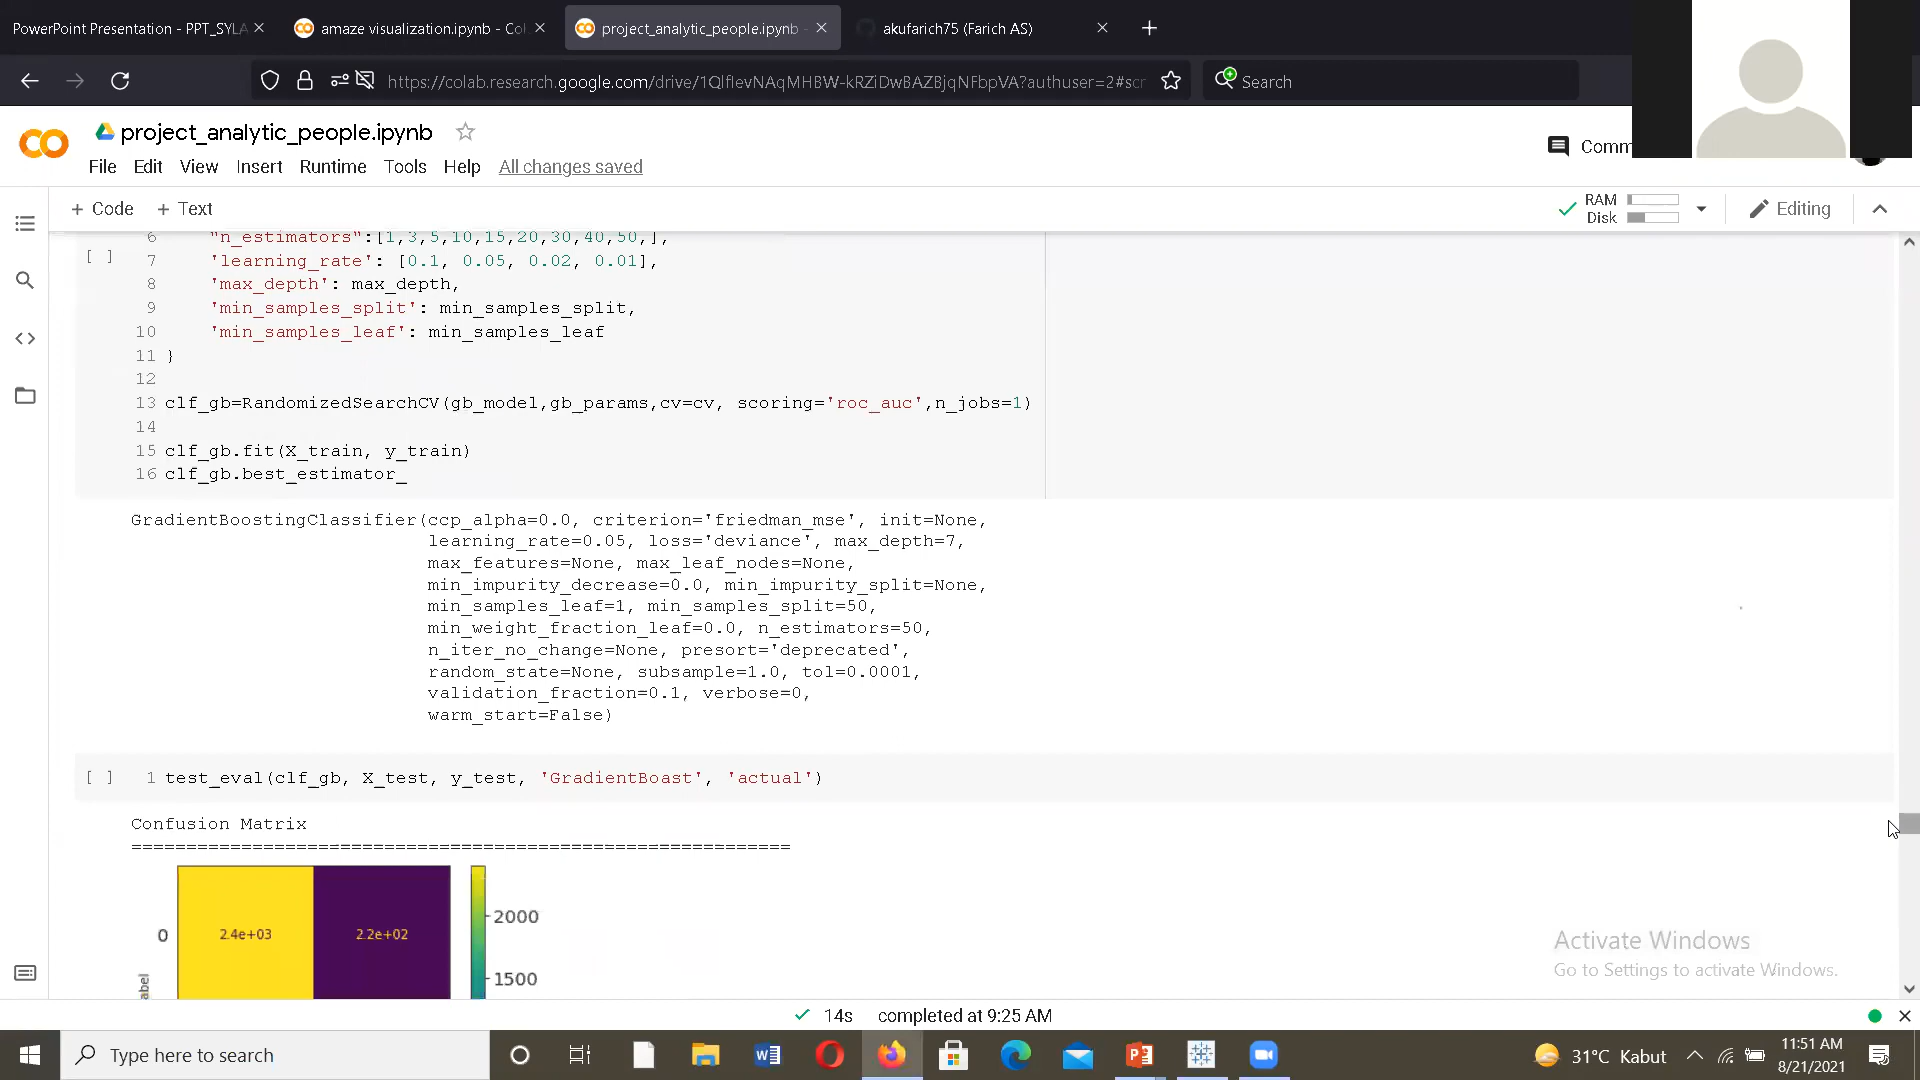 PowerPoint Presentation - PPT_SYLA
amaze visualization.ipynb - Co
project_analytic_people.ipynb -
akufarich75 (Farich AS)
https://colab.research.google.com/drive/1QlfIevNAqMHBW-kRZiDwBAZBjqNFbpVA?authuser=2#scr
Search
project_analytic_people.ipynb
Comm
File Edit View Insert Runtime Tools Help All changes saved
+ Code + Text
RAM
Disk
Editing
6 "n_estimators":[1,3,5,10,15,20,30,40,50,],
[ ] 7 'learning_rate': [0.1, 0.05, 0.02, 0.01],
8 'max_depth': max_depth,
9 'min_samples_split': min_samples_split,
10 'min_samples_leaf': min_samples_leaf
11 }
12
13 clf_gb=RandomizedSearchCV(gb_model,gb_params,cv=cv, scoring='roc_auc',n_jobs=1)
14
15 clf_gb.fit(X_train, y_train)
16 clf_gb.best_estimator_
GradientBoostingClassifier(ccp_alpha=0.0, criterion='friedman_mse', init=None,
learning_rate=0.05, loss='deviance', max_depth=7,
max_features=None, max_leaf_nodes=None,
min_impurity_decrease=0.0, min_impurity_split=None,
min_samples_leaf=1, min_samples_split=50,
min_weight_fraction_leaf=0.0, n_estimators=50,
n_iter_no_change=None, presort='deprecated',
random_state=None, subsample=1.0, tol=0.0001,
validation_fraction=0.1, verbose=0,
warm_start=False)
[ ] 1 test_eval(clf_gb, X_test, y_test, 'GradientBoast', 'actual')
Confusion Matrix
============================================================
2000
0 2.4e+03 2.2e+02
1500
abel
Activate Windows
Go to Settings to activate Windows.
14s completed at 9:25 AM
Type here to search
31°C Kabut
11:51 AM
8/21/2021